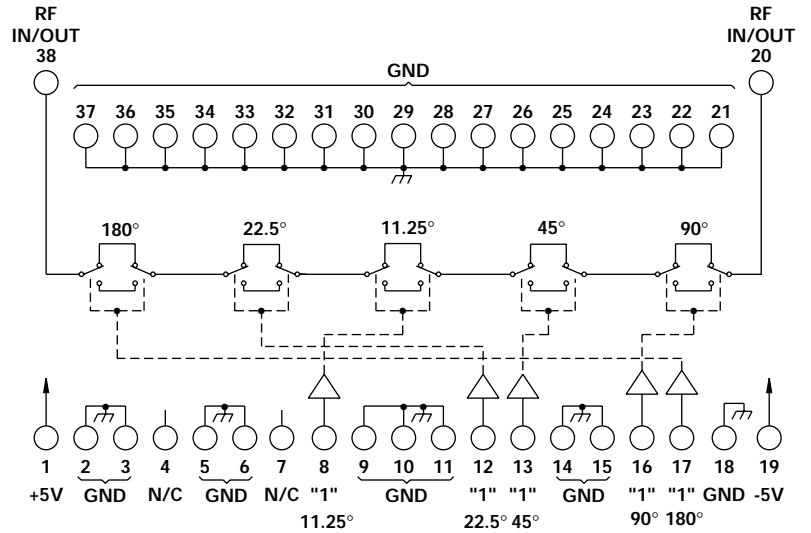 RF RF
IN/OUT IN/OUT
38 20
GND
37 36 35 34 33 32 31 30 29 28 27 26 25 24 23 22 21
180° 22.5° 11.25° 45° 90°
1 2 3 4 5 6 7 8 9 10 11 12 13 14 15 16 17 18 19
+5V GND N/C GND N/C "1" GND "1" "1" GND "1" "1" GND -5V
11.25° 22.5° 45° 90° 180°